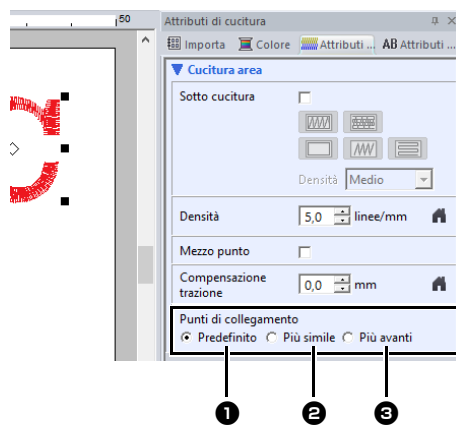 50
Attributi di cucitura
Importa Colore Attributi ... AB Attributi ...
Cucitura area
Sotto cucitura
Densità Medio
Densità 5,0 linee/mm
Mezzo punto
Compensazione trazione 0,0 mm
Punti di collegamento
Predefinito Più simile Più avanti
1 2 3